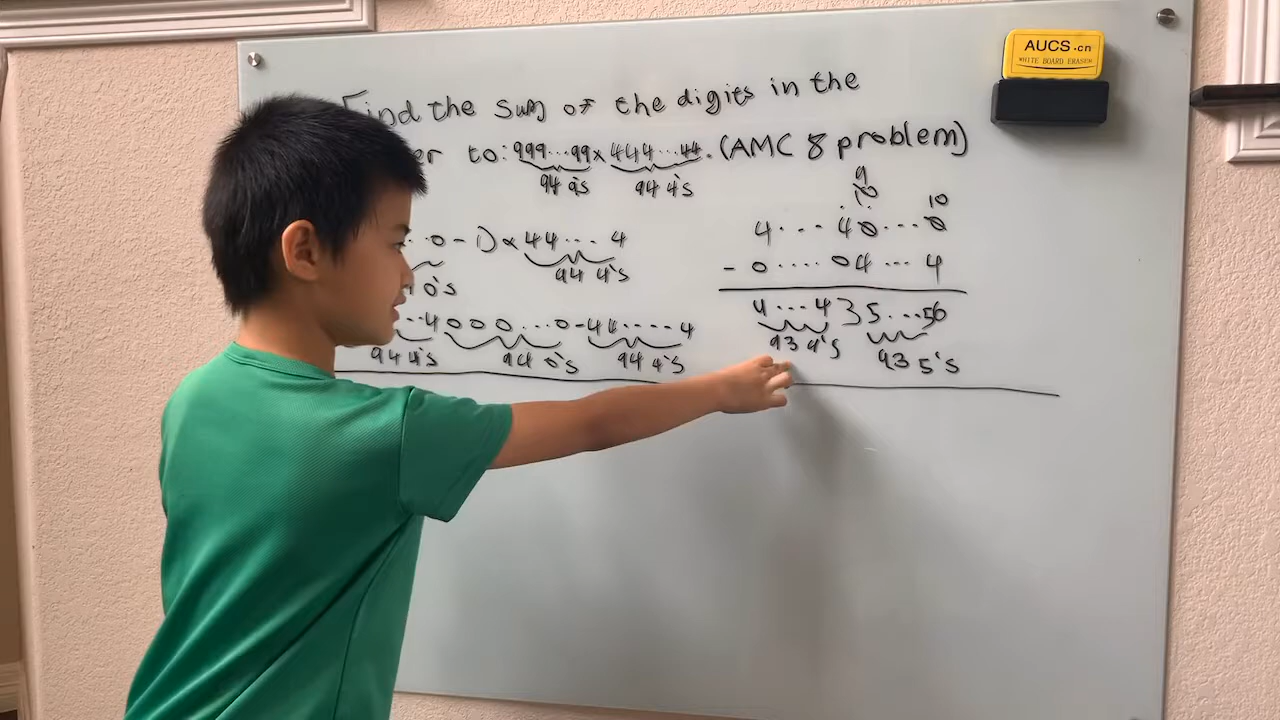 AUCS.cn
WHITE BOARD ERASER
Find the sum of the digits in the
er to: 999...99 x 444...44. (AMC 8 problem)
94 9's 94 4's
..0 - 1) x 44... 4
0's 94 4's
..4000...0 - 44....4
94 4's 94 0's 94 4's
9
10 10
4... 40...0
- 0.... 04 ... 4
4...435...56
93 4's 93 5's